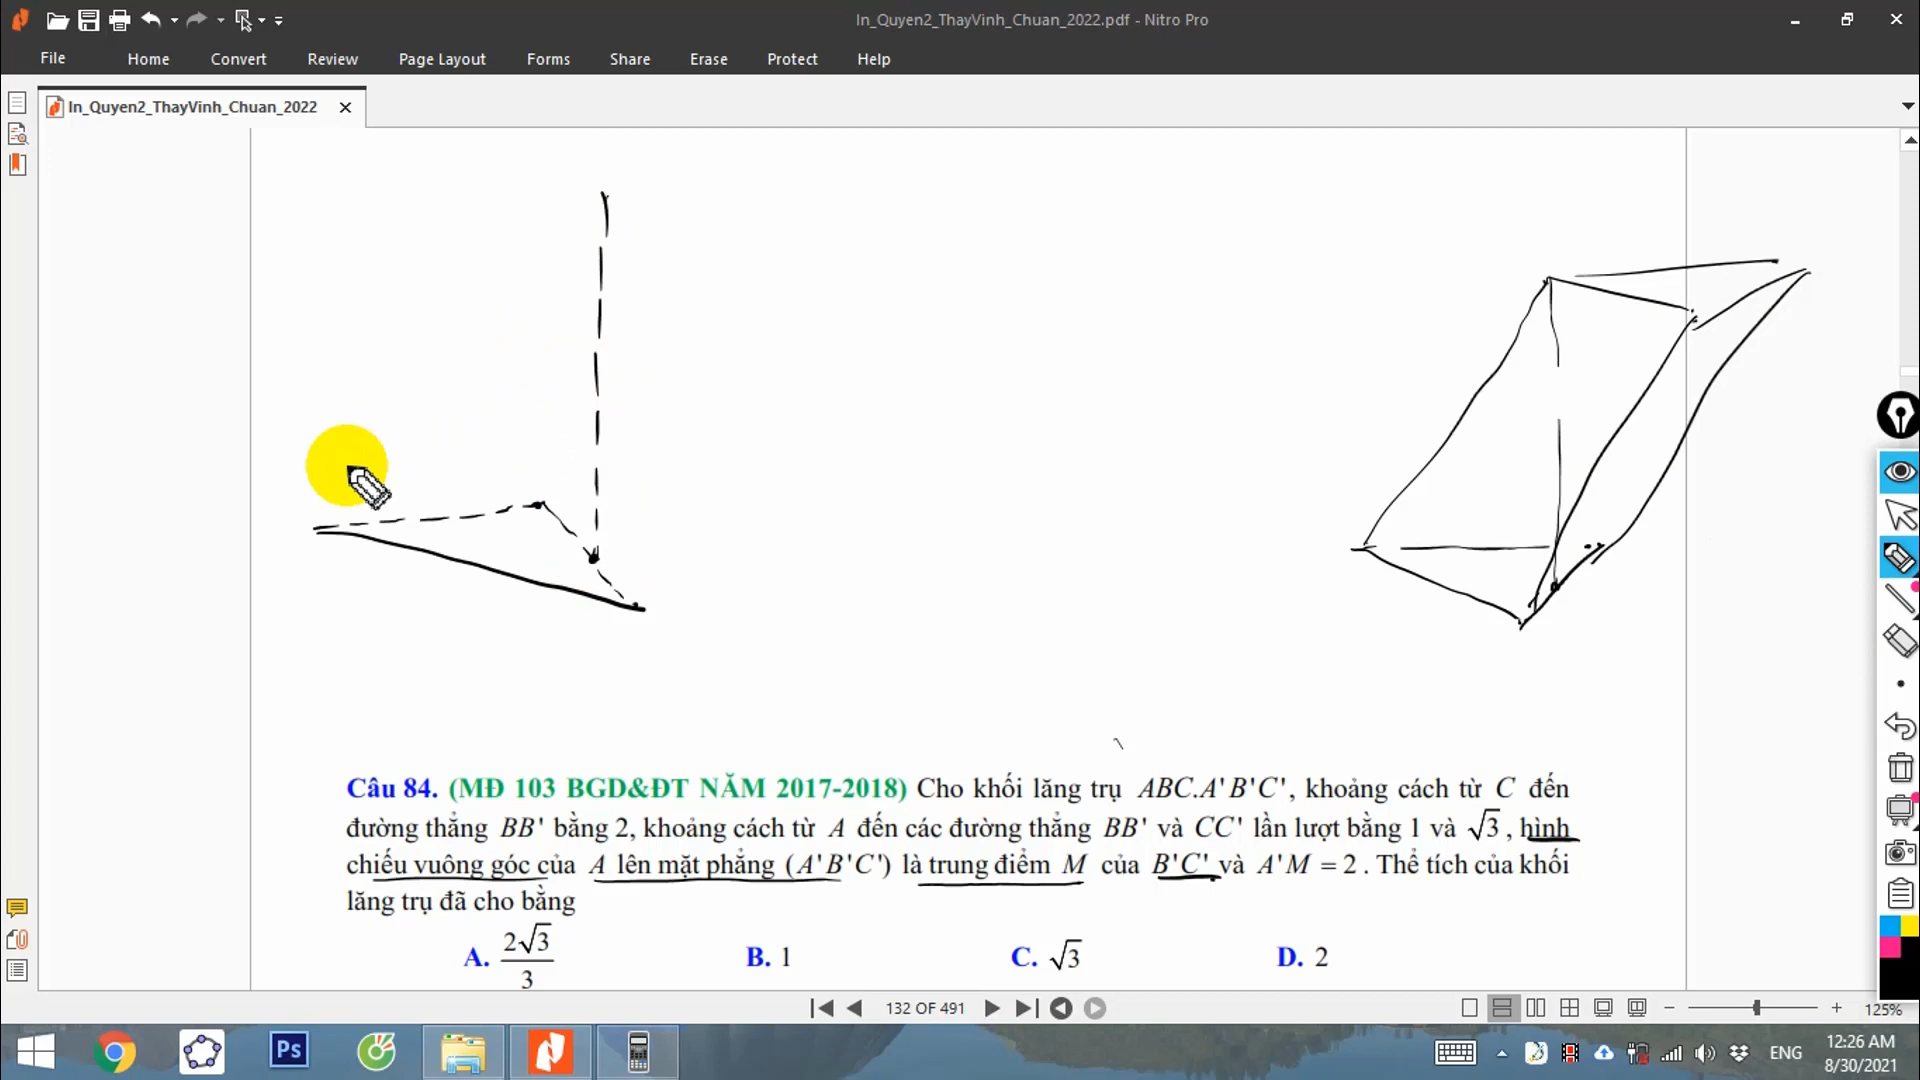 In_Quyen2_ThayVinh_Chuan_2022.pdf - Nitro Pro
File Home Convert Review Page Layout Forms Share Erase Protect Help
In_Quyen2_ThayVinh_Chuan_2022
Câu 84. (MĐ 103 BGD&ĐT NĂM 2017-2018) Cho khối lăng trụ ABC.A'B'C', khoảng cách từ C đến
đường thẳng BB' bằng 2, khoảng cách từ A đến các đường thẳng BB' và CC' lần lượt bằng 1 và √3, hình
chiếu vuông góc của A lên mặt phẳng (A'B'C') là trung điểm M của B'C' và A'M = 2. Thể tích của khối
lăng trụ đã cho bằng
A. 2√3/3 B. 1 C. √3 D. 2
132 OF 491
125%
Ps
ENG
12:26 AM
8/30/2021